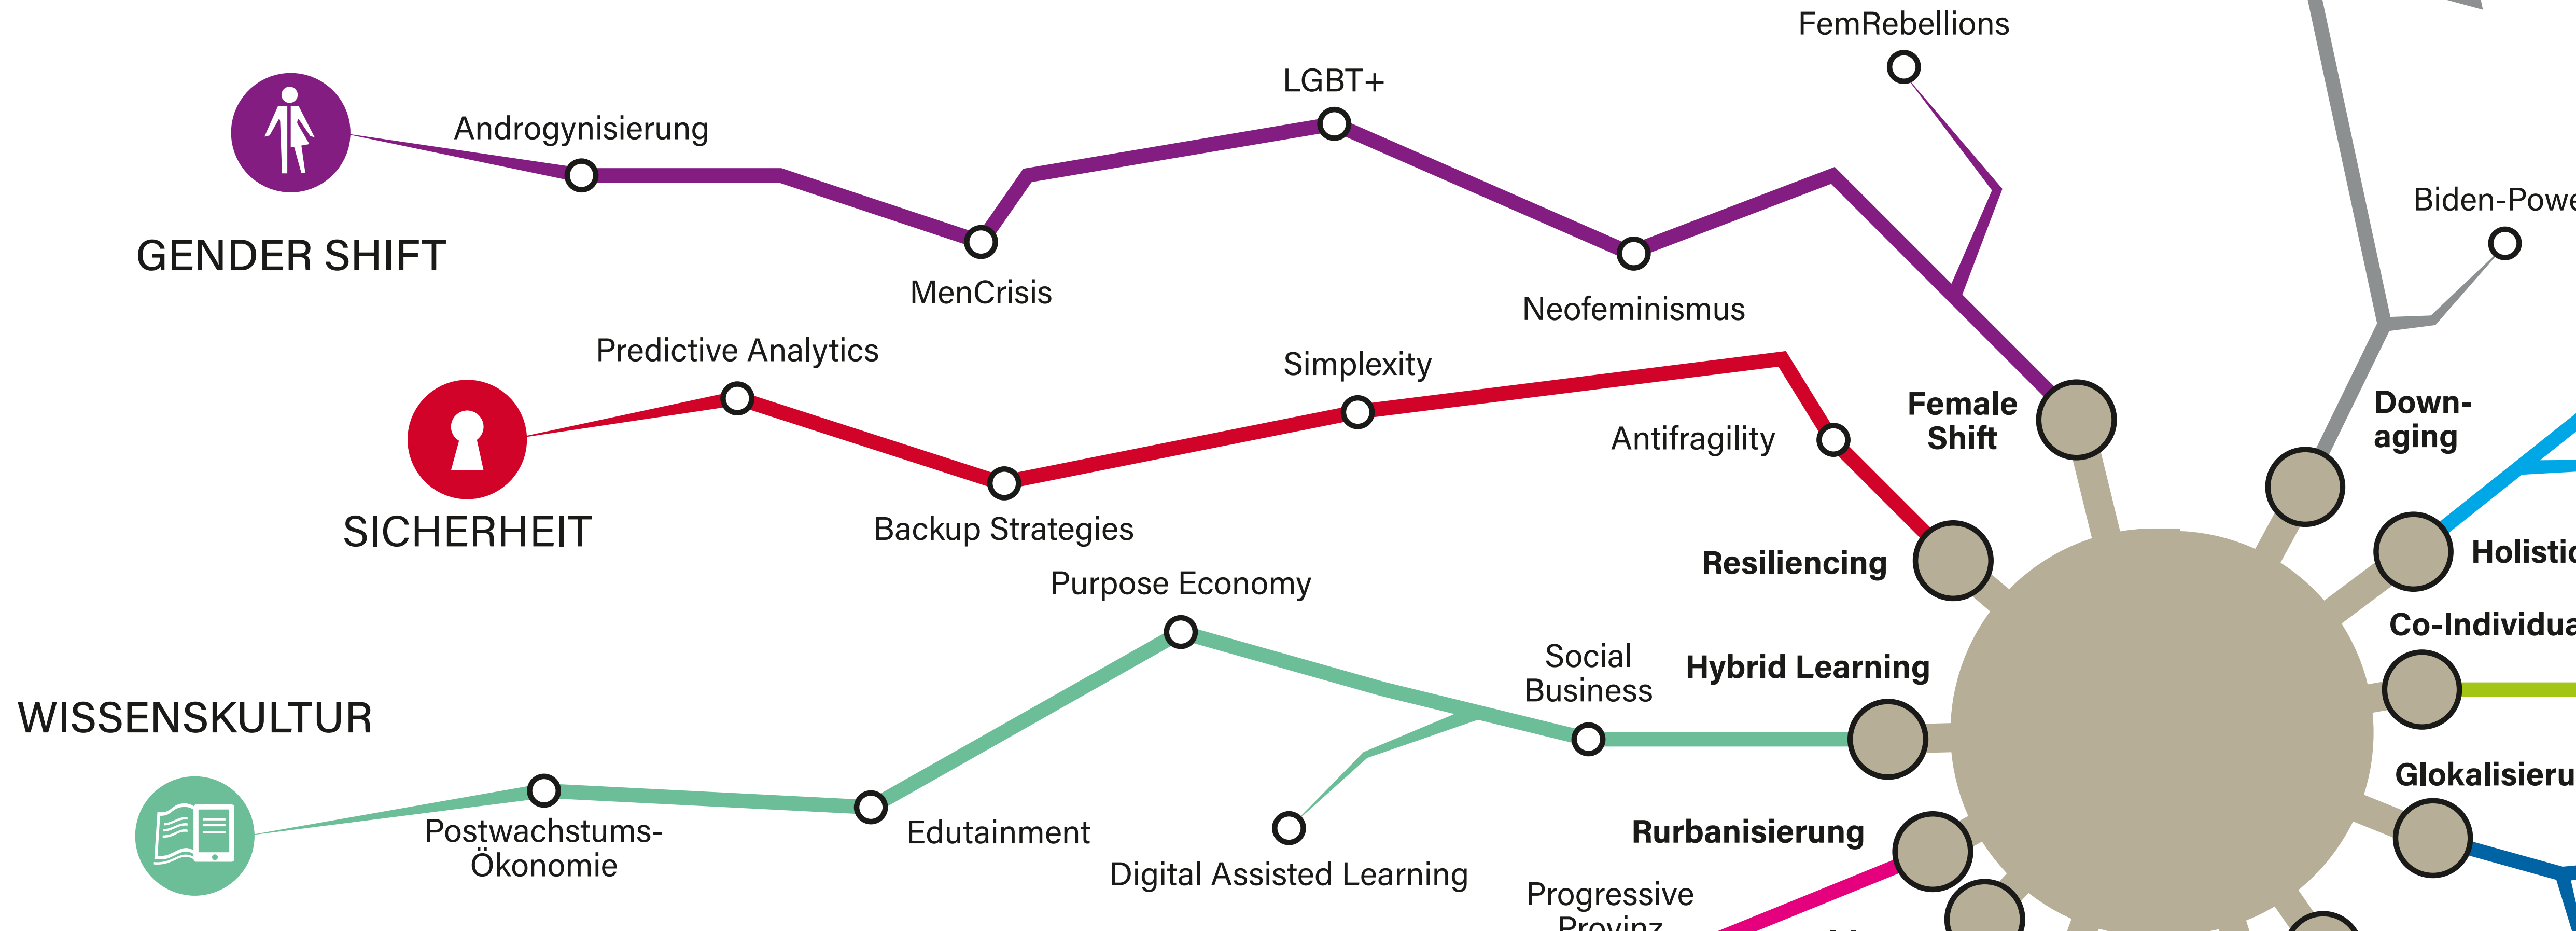 FemRebellions
LGBT+
Androgynisierung
GENDER SHIFT
MenCrisis
Neofeminismus
Biden-Powe
Predictive Analytics
Simplexity
Female
Shift
Down-
aging
Antifragility
SICHERHEIT
Backup Strategies
Resiliencing
Holistic
Purpose Economy
Co-Individua
Social
Business
Hybrid Learning
WISSENSKULTUR
Glokalisieru
Postwachstums-
Ökonomie
Edutainment
Rurbanisierung
Digital Assisted Learning
Progressive
Provinz